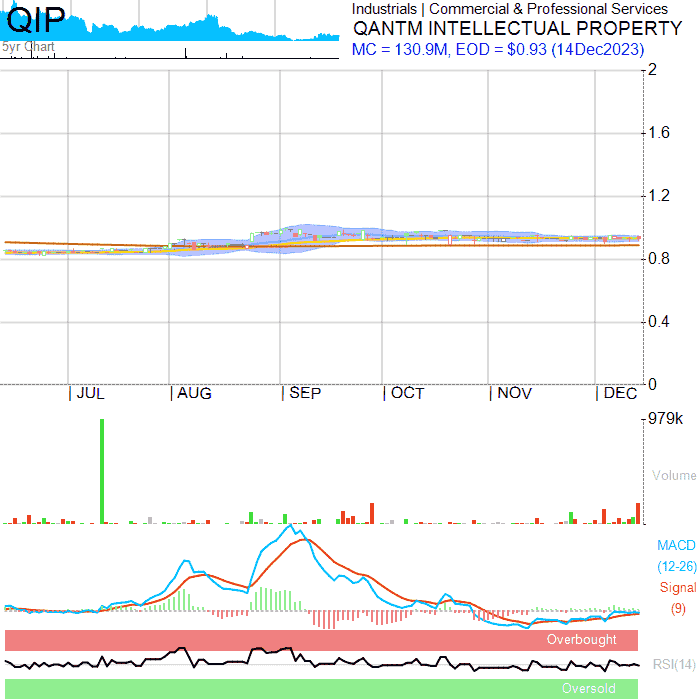 QIP
5yr Chart
Industrials | Commercial & Professional Services
QANTM INTELLECTUAL PROPERTY
MC = 130.9M, EOD = $0.93 (14Dec2023)
2
1.6
1.2
0.8
0.4
0
JUL AUG SEP OCT NOV DEC
979k
Volume
MACD
(12-26)
Signal
(9)
Overbought
RSI(14)
Oversold